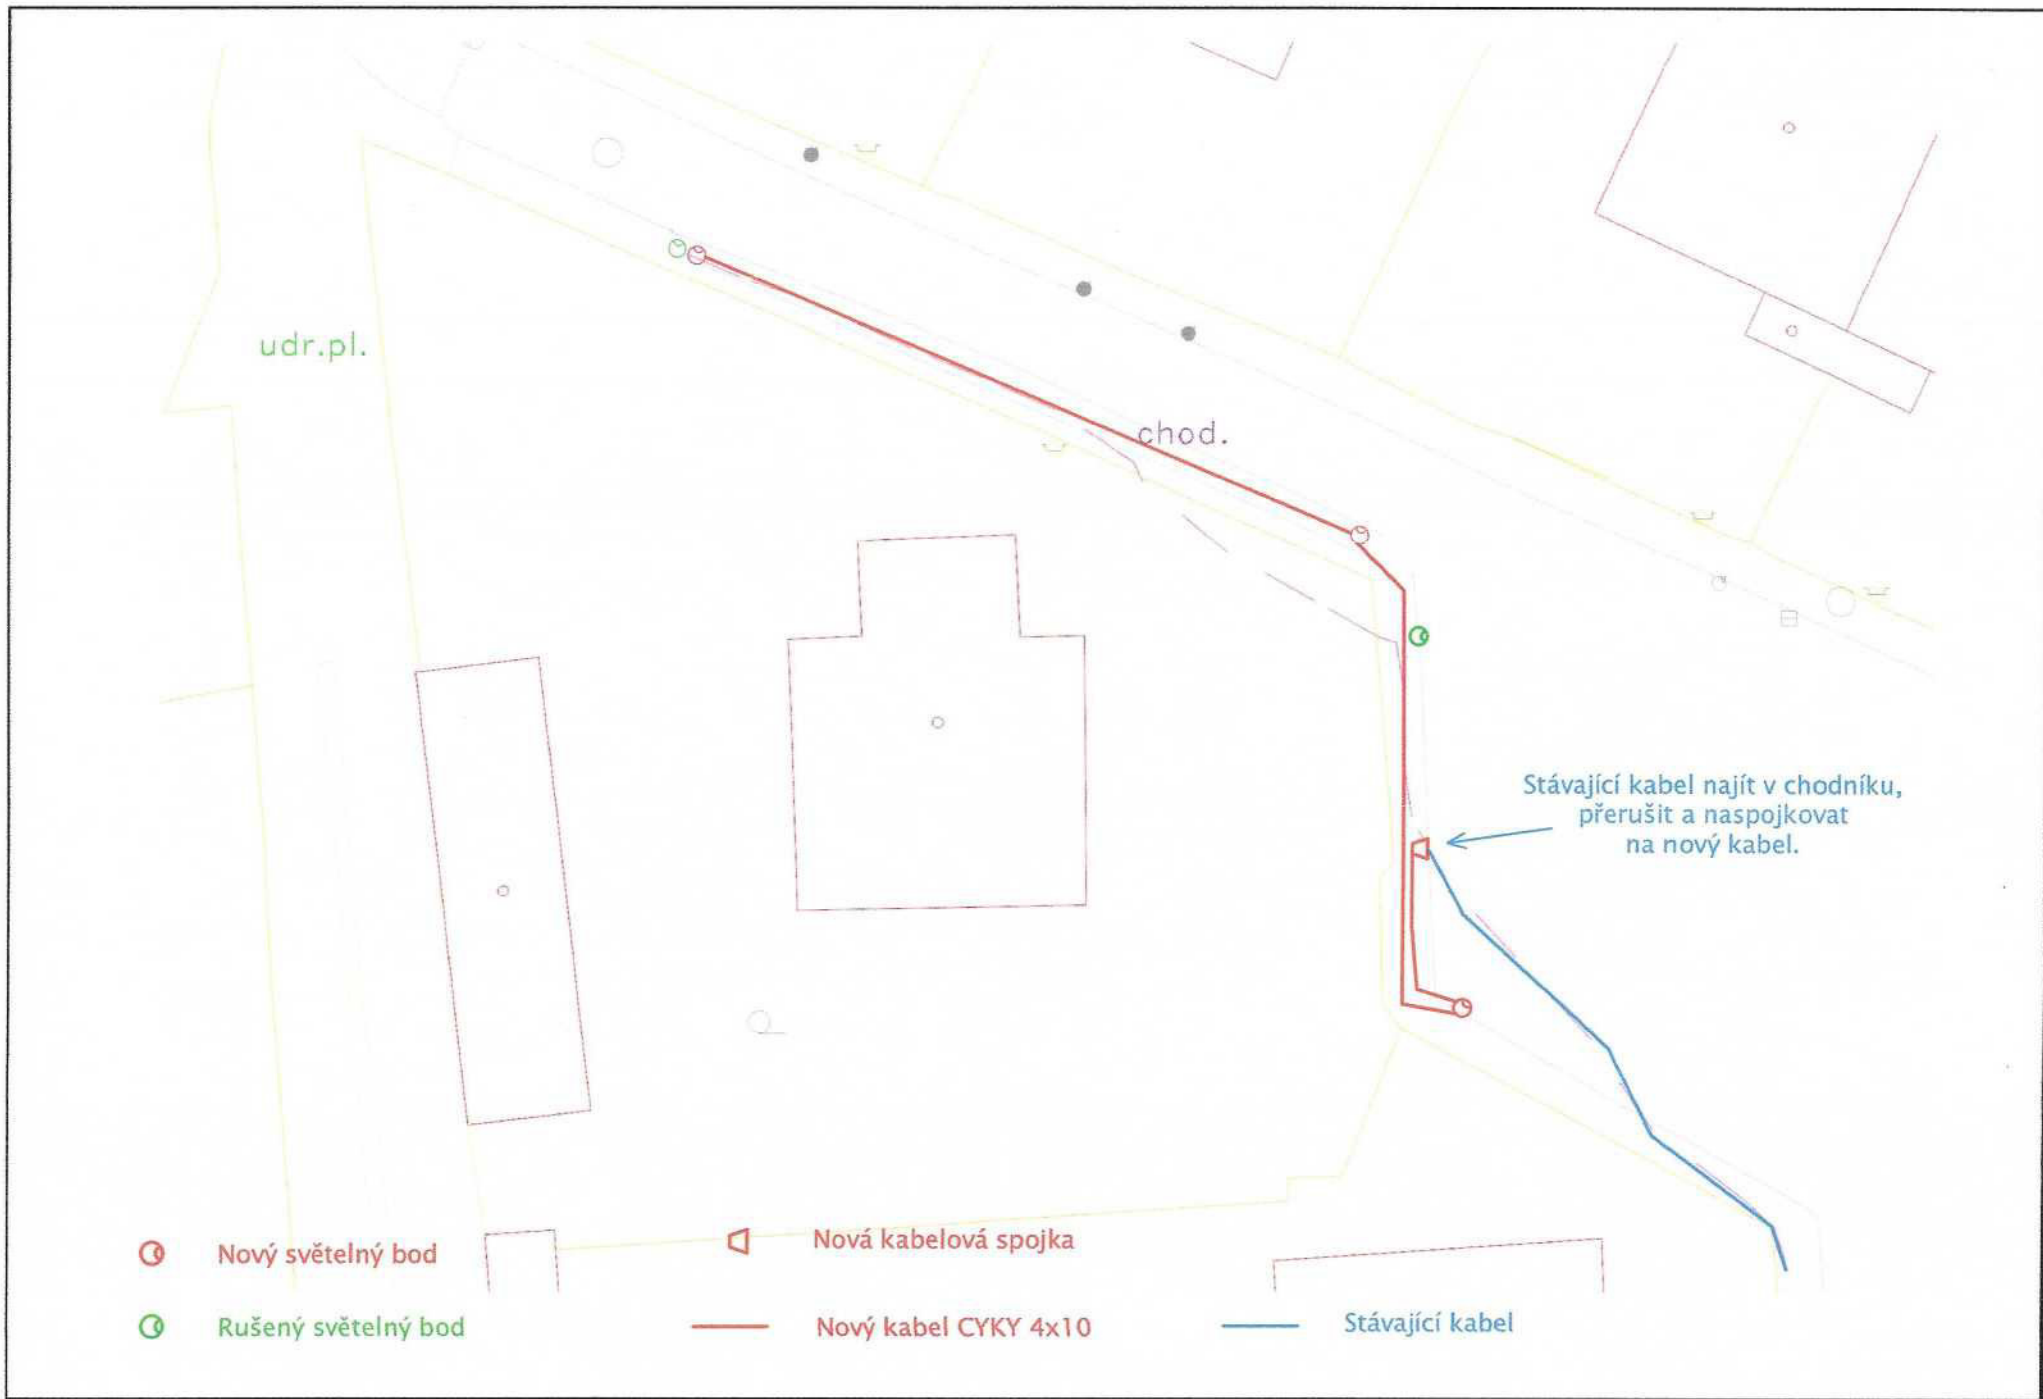 udr.pl.
chod.
Stávající kabel najít v chodníku,
přerušit a naspojkovat
na nový kabel.
Nový světelný bod
Nová kabelová spojka
Rušený světelný bod
Nový kabel CYKY 4x10
Stávající kabel